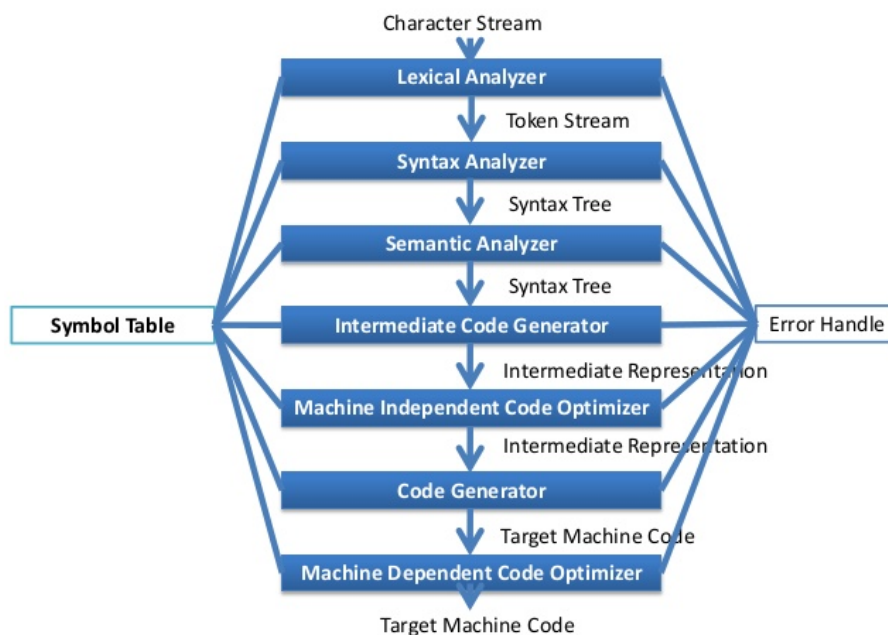 Character Stream
Lexical Analyzer
Token Stream
Syntax Analyzer
Syntax Tree
Semantic Analyzer
Syntax Tree
Symbol Table
Intermediate Code Generator
Error Handle
Intermediate Representation
Machine Independent Code Optimizer
Intermediate Representation
Code Generator
Target Machine Code
Machine Dependent Code Optimizer
Target Machine Code